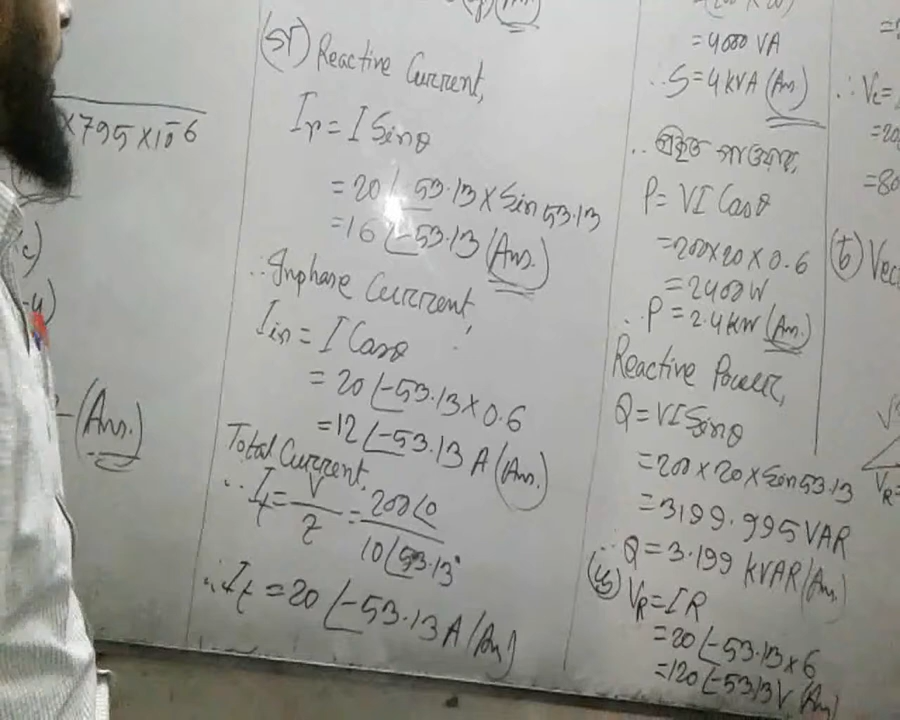 ×795×10⁻⁶
(Ans.)
Reactive Current,
Ir = I Sinθ
= 20∠-53.13 × Sin 53.13
= 16∠-53.13 (Ans.)
∴ Inphase Current,
Iin = I Cosθ
= 20∠-53.13 × 0.6
= 12∠-53.13 A (Ans.)
Total Current,
∴ It = V/Z = 200∠0 / 10∠53.13°
∴ It = 20∠-53.13 A (Ans)
= 4000 VA
∴ S = 4 kVA (Ans.)
∴ প্রকৃত পাওয়ার,
P = VI Cosθ
= 200×20×0.6
= 2400 W
∴ P = 2.4 KW (Ans.)
Reactive Power,
Q = VI Sinθ
= 200×20×Sin 53.13
= 3199.995 VAR
∴ Q = 3.199 KVAR (Ans)
VR = IR
= 20∠-53.13 × 6
= 120∠-53.13 V (Ans)
∴ VL =
= 20
= 80
VR =